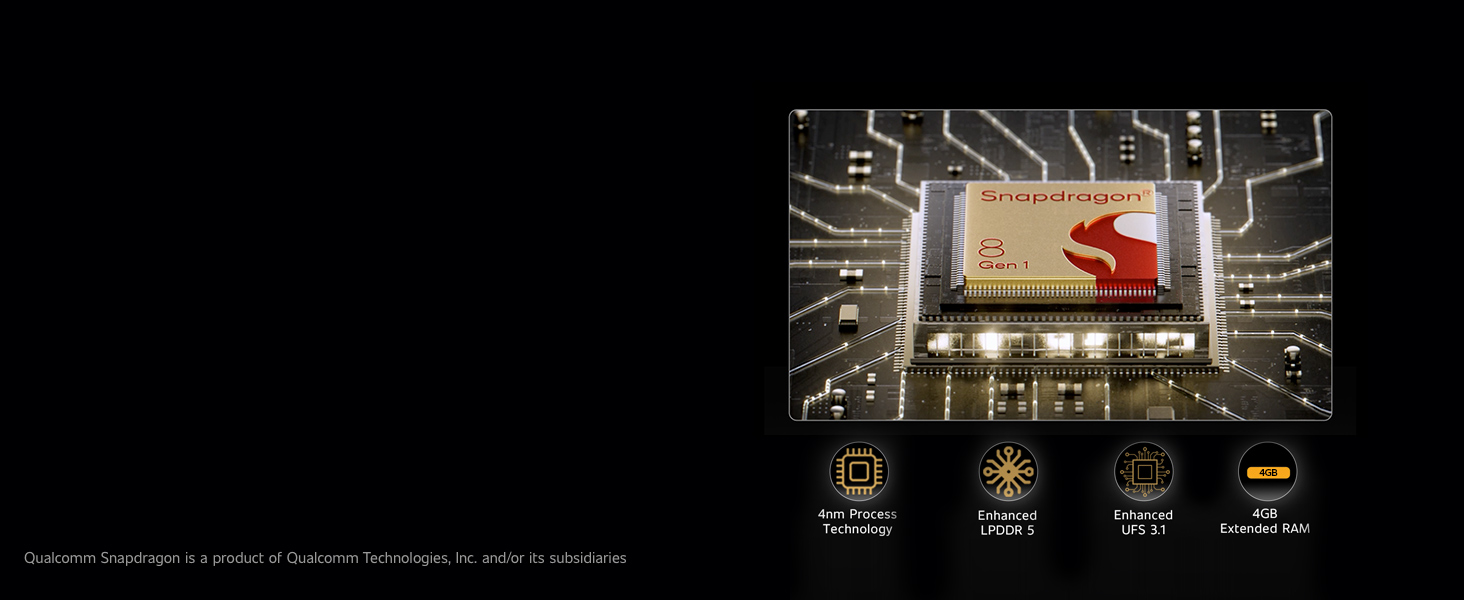 Snapdragon®
8
Gen 1
4GB
4nm Process
Technology
Enhanced
LPDDR 5
Enhanced
UFS 3.1
4GB
Extended RAM
Qualcomm Snapdragon is a product of Qualcomm Technologies, Inc. and/or its subsidiaries